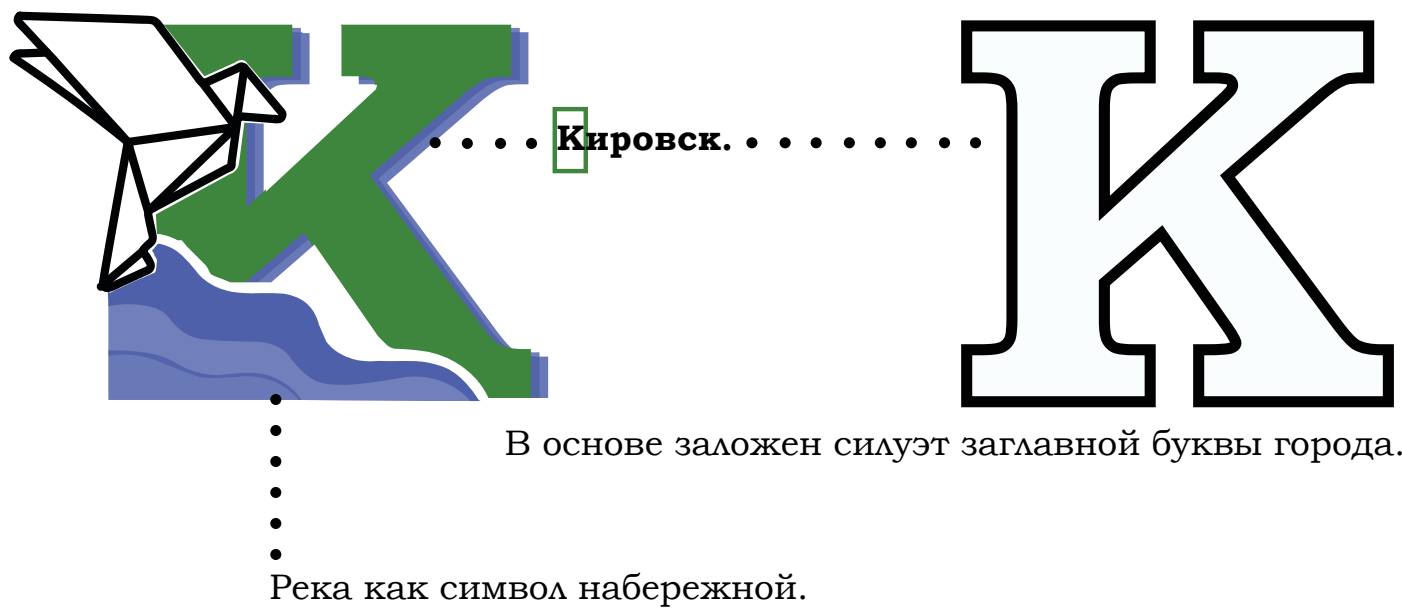 К
К
Кировск.
В основе заложен силуэт заглавной буквы города.
Река как символ набережной.